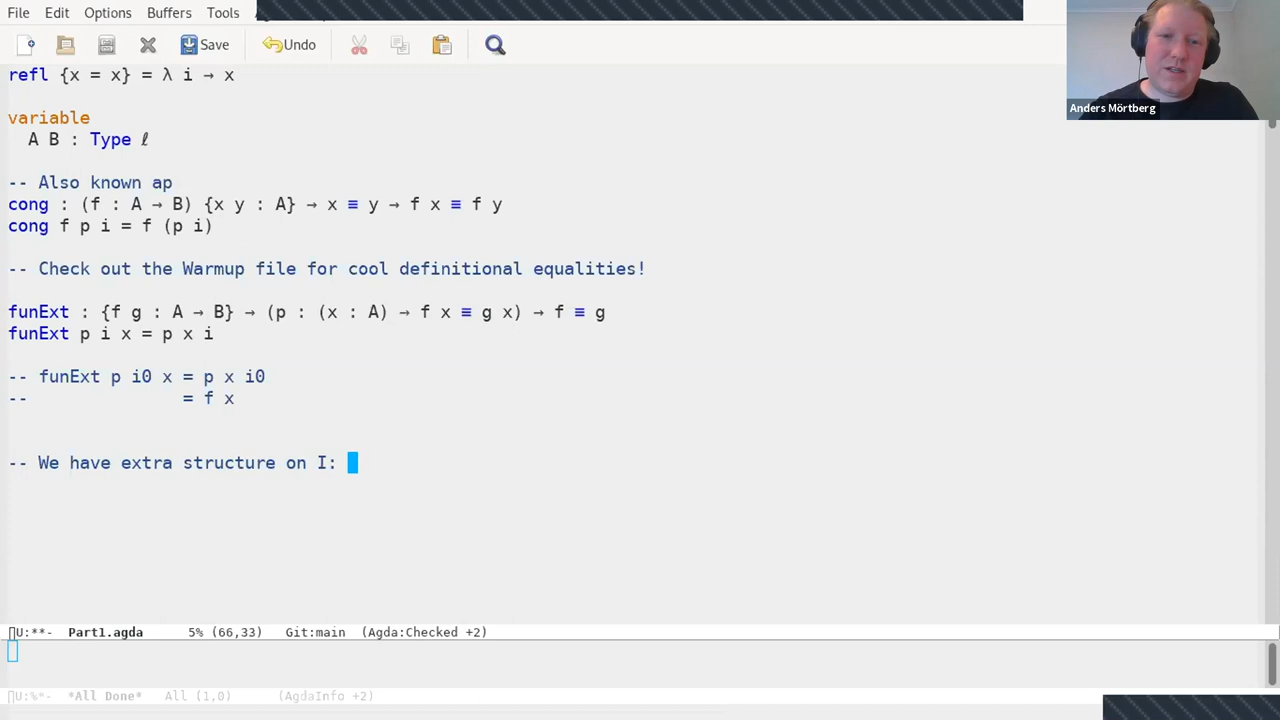 File Edit Options Buffers Tools
Save Undo
Anders Mörtberg
refl {x = x} = λ i → x
variable
A B : Type ℓ
-- Also known ap
cong : (f : A → B) {x y : A} → x ≡ y → f x ≡ f y
cong f p i = f (p i)
-- Check out the Warmup file for cool definitional equalities!
funExt : {f g : A → B} → (p : (x : A) → f x ≡ g x) → f ≡ g
funExt p i x = p x i
-- funExt p i0 x = p x i0
-- = f x
-- We have extra structure on I:
U:**- Part1.agda 5% (66,33) Git:main (Agda:Checked +2)
U:%*- *All Done* All (1,0) (AgdaInfo +2)